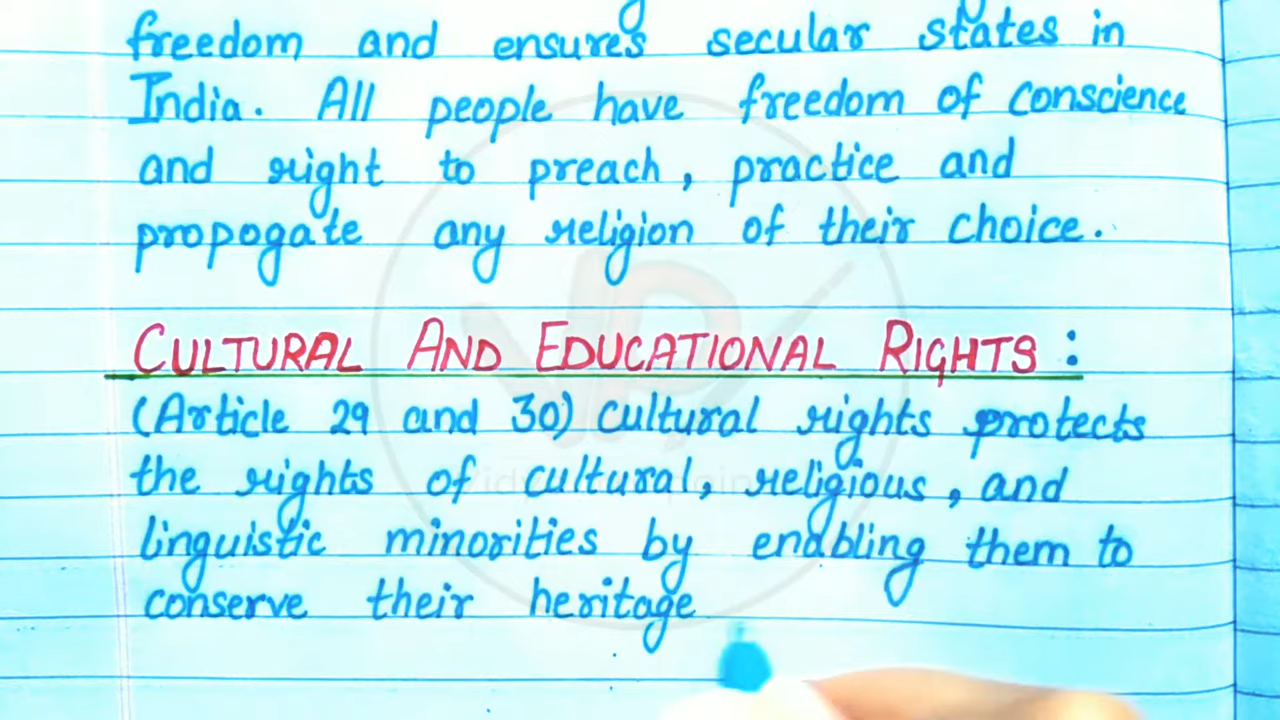 freedom and ensures secular states in
India. All people have freedom of conscience
and right to preach, practice and
propogate any religion of their choice.
CULTURAL AND EDUCATIONAL RIGHTS :
(Article 29 and 30) cultural rights protects
the rights of cultural, religious, and
linguistic minorities by enabling them to
conserve their heritage